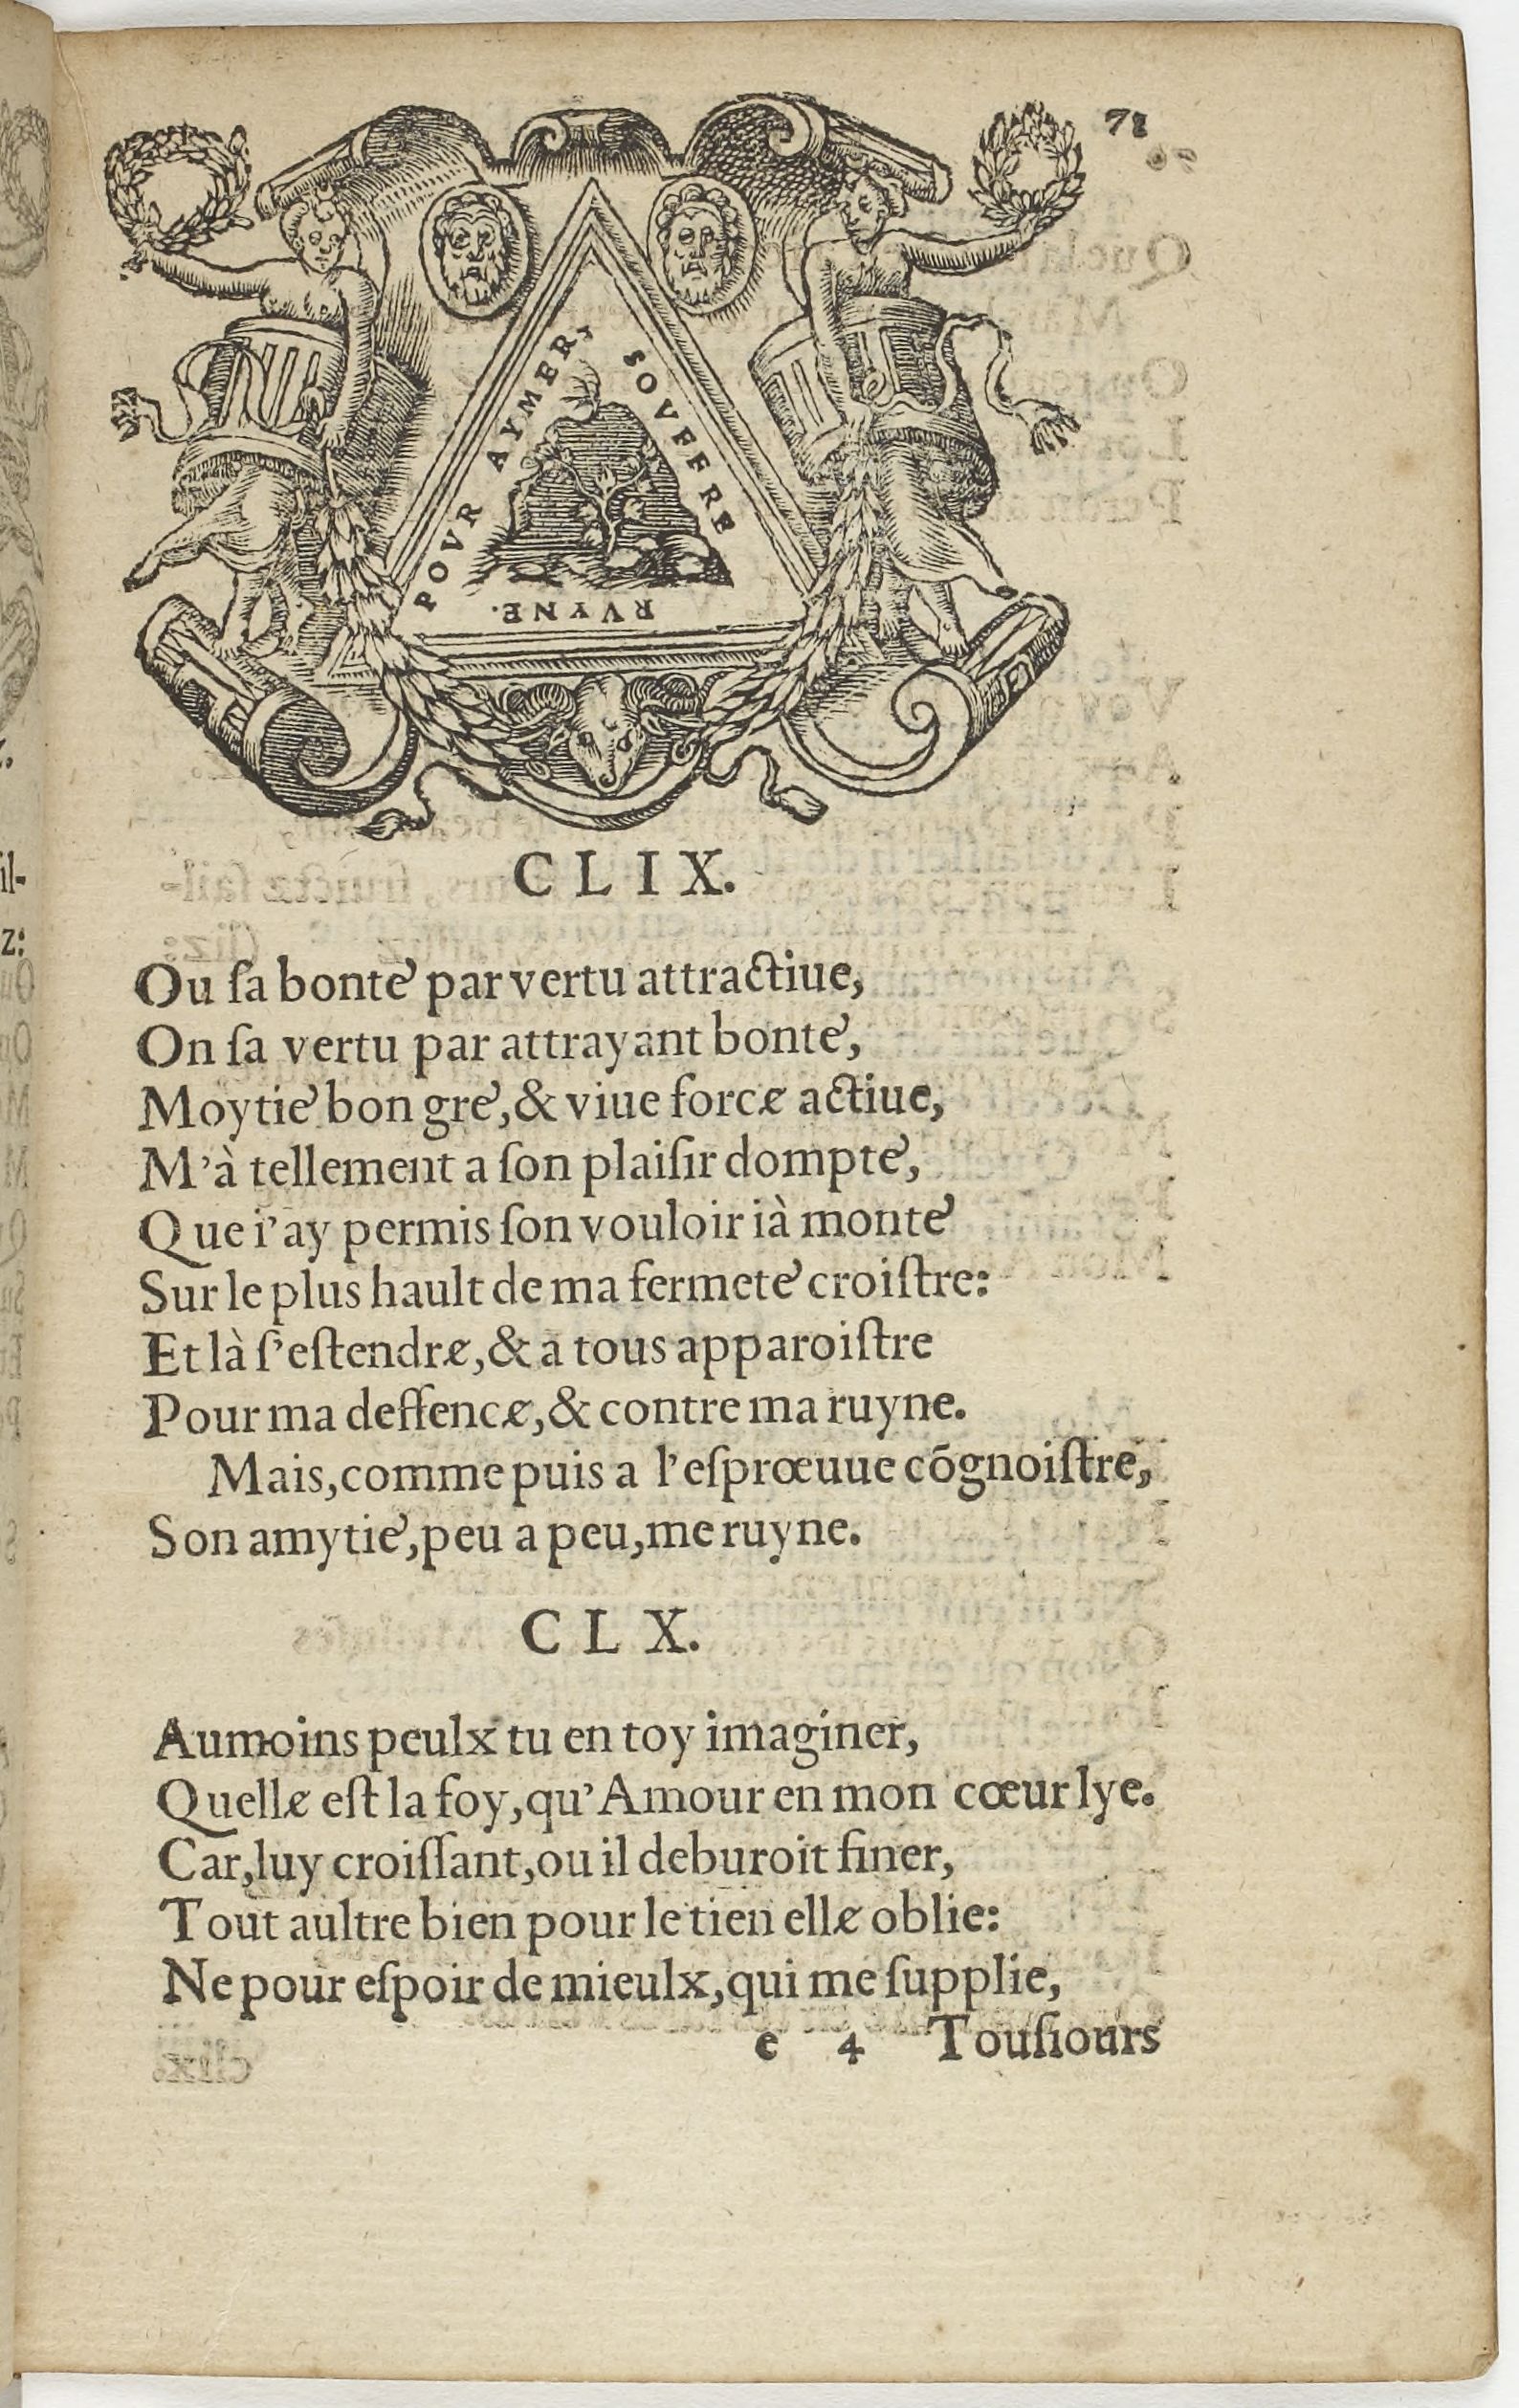 71
POVR AYMER, SOVFFRE RVYNE.
CLIX.
Ou ſa bonté par vertu attractiue,
On ſa vertu par attrayant bonté,
Moytié bon gré, & viue force actiue,
M'à tellement a ſon plaiſir dompté,
Que i'ay permis ſon vouloir ià monté
Sur le plus hault de ma fermeté croiſtre:
Et là ſ'eſtendre, & a tous apparoiſtre
Pour ma deffence, & contre ma ruyne.
Mais, comme puis a l'eſprœuue cõgnoiſtre,
Son amytié, peu a peu, me ruyne.
CLX.
Aumoins peulx tu en toy imaginer,
Quelle eſt la foy, qu'Amour en mon cœur lye.
Car, luy croiſſant, ou il deburoit finer,
Tout aultre bien pour le tien elle oblie:
Ne pour eſpoir de mieulx, qui me ſupplie,
e 4 Touſiours